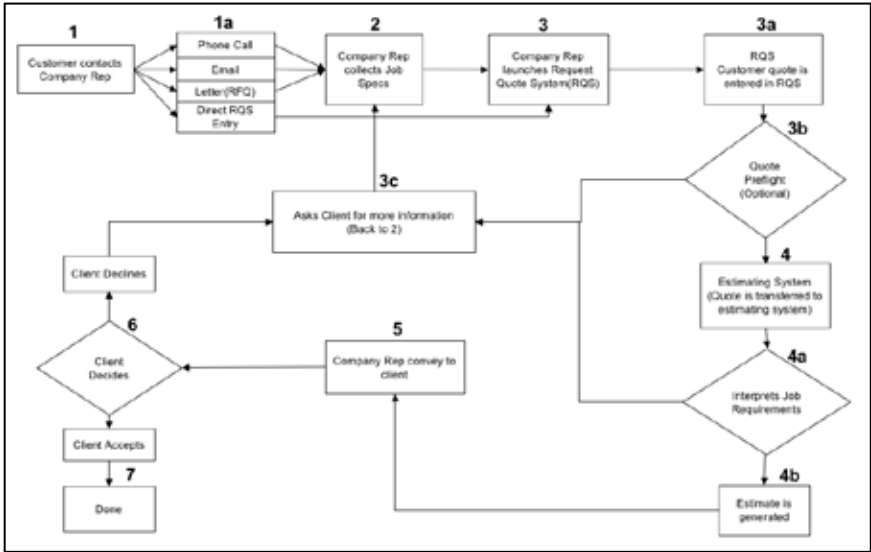 1
Customer contacts
Company Rep
1a
Phone Call
Email
Letter(RFQ)
Direct RQS
Entry
2
Company Rep
collects Job
Specs
3
Company Rep
launches Request
Quote System(RQS)
3a
RQS
Customer quote is
entered in RQS
3b
Quote
Preflight
(Optional)
3c
Asks Client for more information
(Back to 2)
4
Estimating System
(Quote is transferred to
estimating system)
4a
Interprets Job
Requirements
4b
Estimate is
generated
5
Company Rep convey to
client
6
Client
Decides
Client Declines
Client Accepts
7
Done